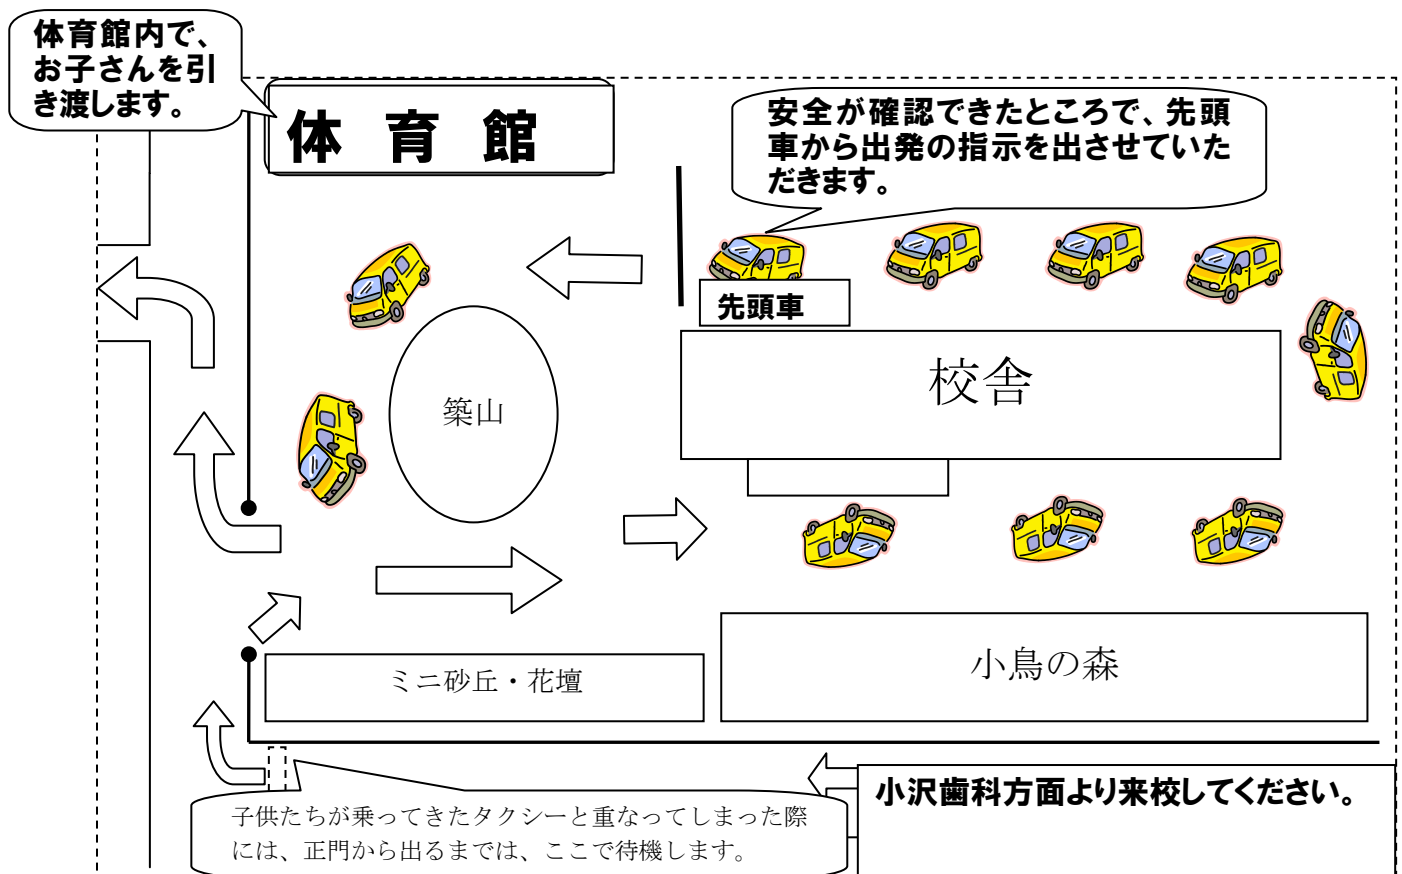 体育館内で、
お子さんを引
き渡します。
体　育　館
安全が確認できたところで、先頭
車から出発の指示を出させていた
だきます。
先頭車
校舎
築山
小鳥の森
ミニ砂丘・花壇
小沢歯科方面より来校してください。
子供たちが乗ってきたタクシーと重なってしまった際
には、正門から出るまでは、ここで待機します。